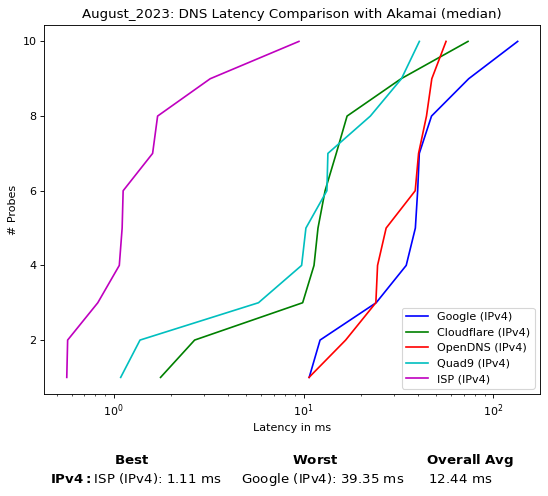 August_2023: DNS Latency Comparison with Akamai (median)
10
8
6
4
2
# Probes
10⁰
10¹
10²
Latency in ms
Google (IPv4)
Cloudflare (IPv4)
OpenDNS (IPv4)
Quad9 (IPv4)
ISP (IPv4)
Best Worst Overall Avg
IPv4: ISP (IPv4): 1.11 ms Google (IPv4): 39.35 ms 12.44 ms